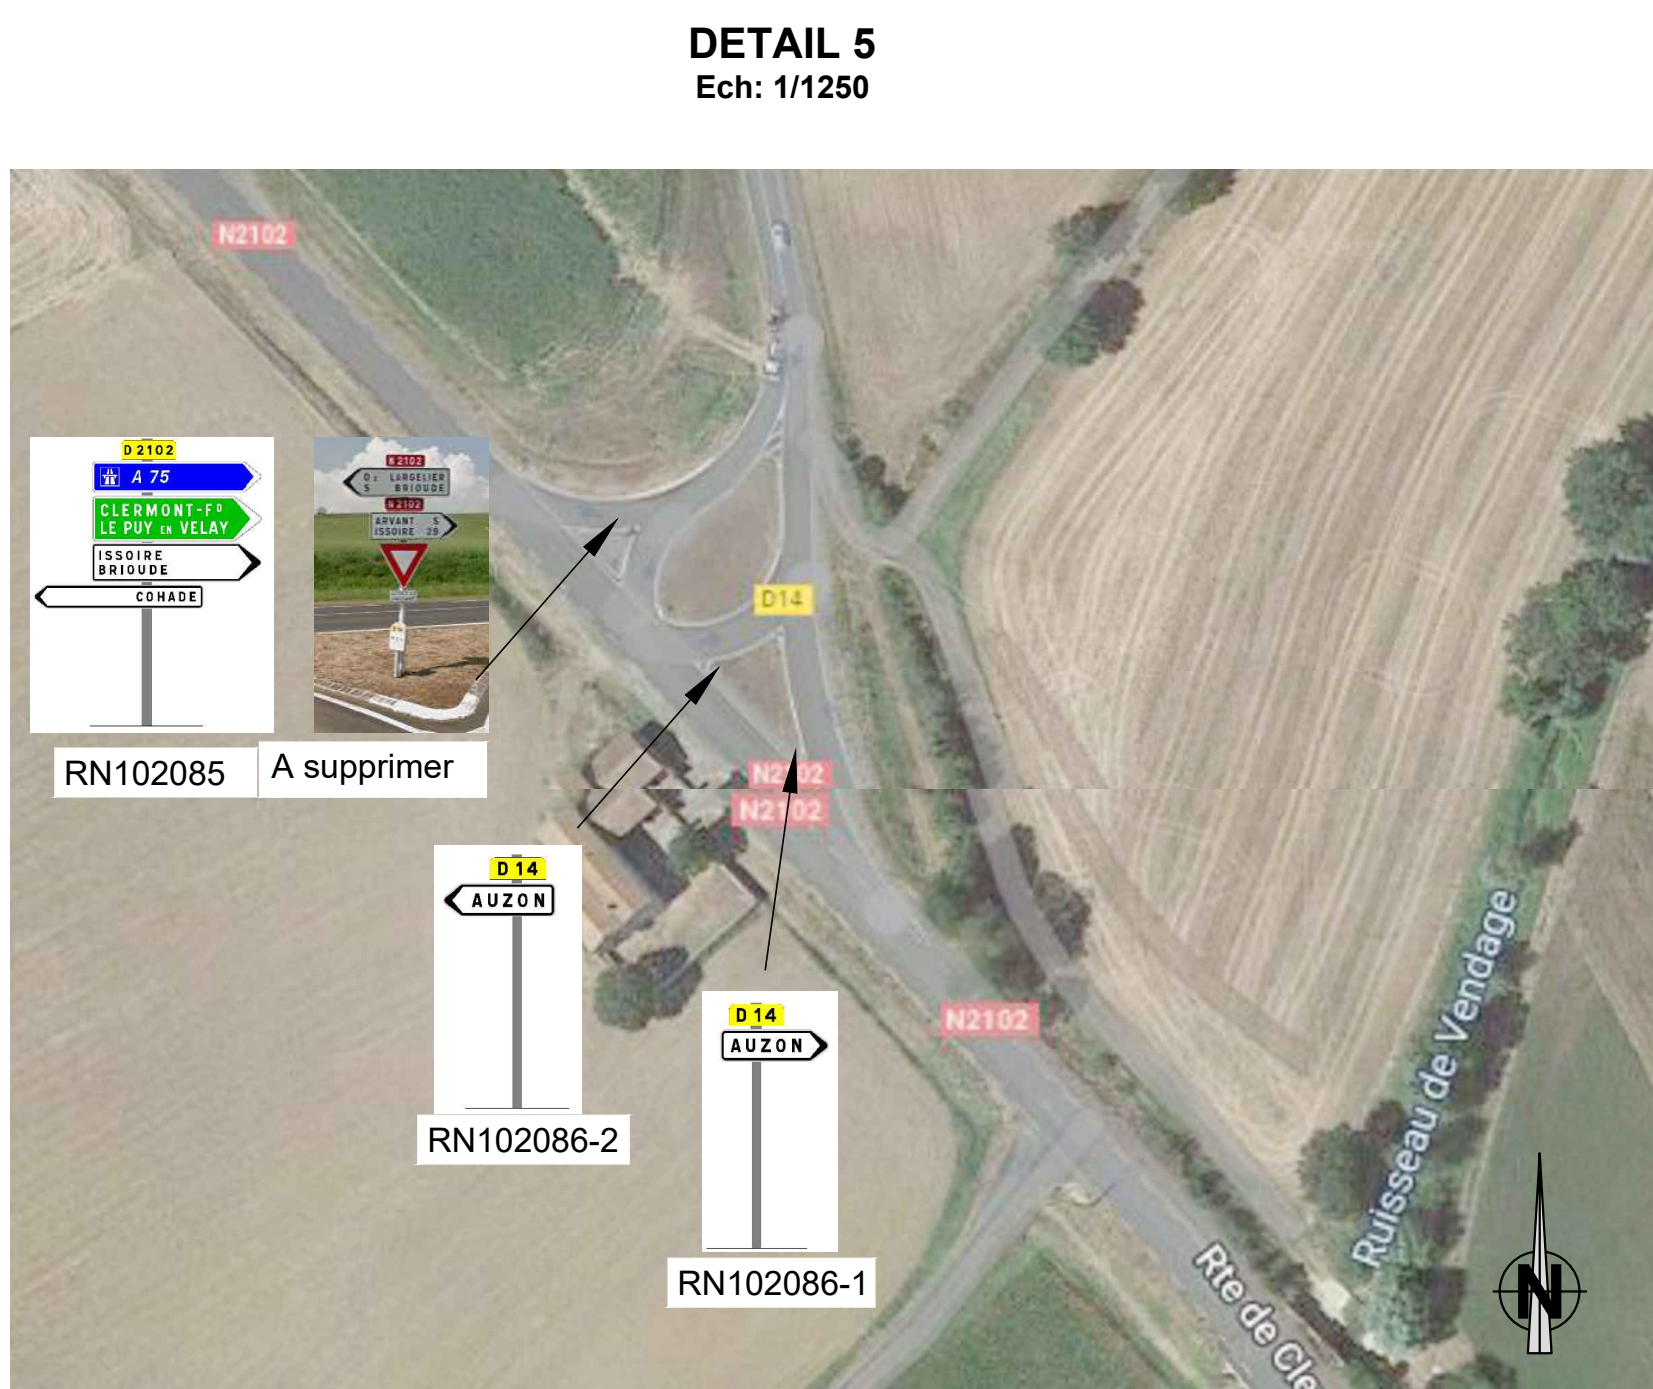 DETAIL 5
Ech: 1/1250
N2102
D 2102
A 75
CLERMONT-Fᴰ
LE PUY EN VELAY
ISSOIRE
BRIOUDE
COHADE
N 2102
LARGELIER
S BRIOUDE
N 2102
ARVANT 5
ISSOIRE 29
RN102085
A supprimer
D14
N2102
N2102
D 14
AUZON
RN102086-2
D 14
AUZON
RN102086-1
N2102
Ruisseau de Vendage
Rte de Cle
N